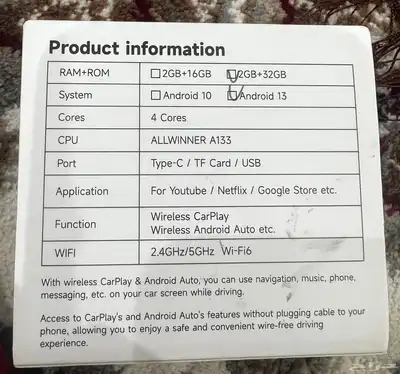 Product information
RAM+ROM ☐2GB+16GB ☑2GB+32GB
System ☐Android 10 ☑Android 13
Cores 4 Cores
CPU ALLWINNER A133
Port Type-C / TF Card / USB
Application For Youtube / Netflix / Google Store etc.
Function Wireless CarPlay
Wireless Android Auto etc.
WIFI 2.4GHz/5GHz Wi-Fi6
With wireless CarPlay & Android Auto, you can use navigation, music, phone,
messaging, etc. on your car screen while driving.
Access to CarPlay's and Android Auto's features without plugging cable to your
phone, allowing you to enjoy a safe and convenient wire-free driving
experience.